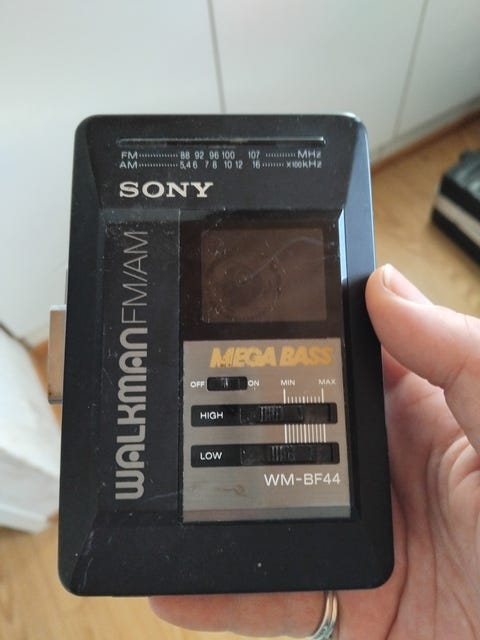 FM 88 92 96 100 107 MHz
AM 5.4 6 7 8 10 12 16 x100kHz
SONY
WALKMAN FM/AM
MEGA BASS
OFF ON MIN MAX
HIGH
LOW
WM-BF44